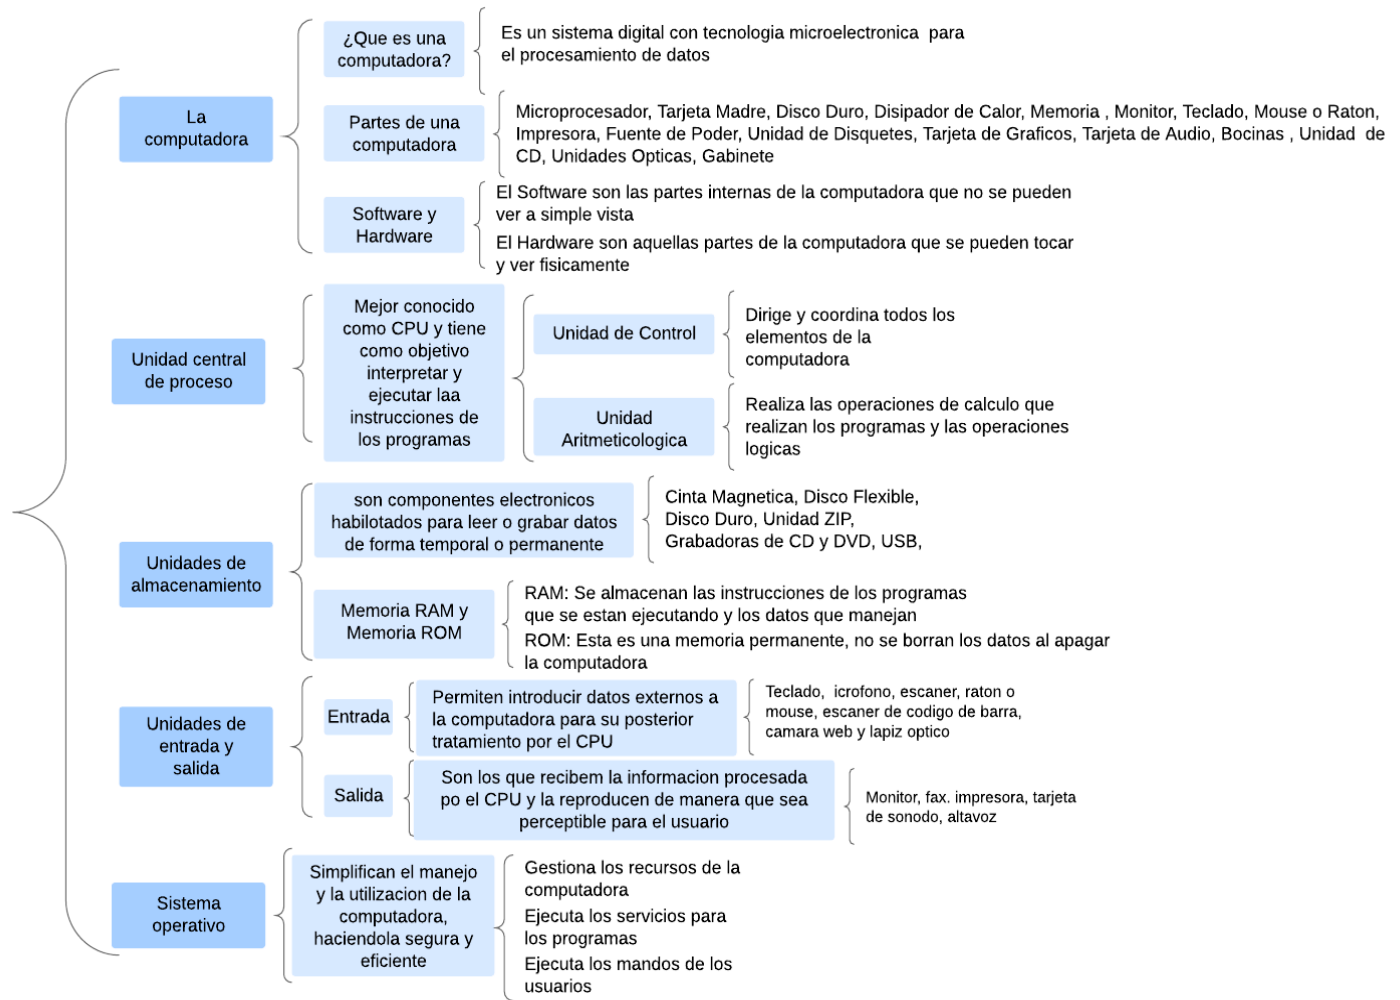 La
computadora
¿Que es una
computadora?
Es un sistema digital con tecnologia microelectronica para
el procesamiento de datos
Partes de una
computadora
Microprocesador, Tarjeta Madre, Disco Duro, Disipador de Calor, Memoria , Monitor, Teclado, Mouse o Raton,
Impresora, Fuente de Poder, Unidad de Disquetes, Tarjeta de Graficos, Tarjeta de Audio, Bocinas , Unidad de
CD, Unidades Opticas, Gabinete
Software y
Hardware
El Software son las partes internas de la computadora que no se pueden
ver a simple vista
El Hardware son aquellas partes de la computadora que se pueden tocar
y ver fisicamente
Unidad central
de proceso
Mejor conocido
como CPU y tiene
como objetivo
interpretar y
ejecutar laa
instrucciones de
los programas
Unidad de Control
Dirige y coordina todos los
elementos de la
computadora
Unidad
Aritmeticologica
Realiza las operaciones de calculo que
realizan los programas y las operaciones
logicas
Unidades de
almacenamiento
son componentes electronicos
habilotados para leer o grabar datos
de forma temporal o permanente
Cinta Magnetica, Disco Flexible,
Disco Duro, Unidad ZIP,
Grabadoras de CD y DVD, USB,
Memoria RAM y
Memoria ROM
RAM: Se almacenan las instrucciones de los programas
que se estan ejecutando y los datos que manejan
ROM: Esta es una memoria permanente, no se borran los datos al apagar
la computadora
Unidades de
entrada y
salida
Entrada
Permiten introducir datos externos a
la computadora para su posterior
tratamiento por el CPU
Teclado, icrofono, escaner, raton o
mouse, escaner de codigo de barra,
camara web y lapiz optico
Salida
Son los que recibem la informacion procesada
po el CPU y la reproducen de manera que sea
perceptible para el usuario
Monitor, fax. impresora, tarjeta
de sonodo, altavoz
Sistema
operativo
Simplifican el manejo
y la utilizacion de la
computadora,
haciendola segura y
eficiente
Gestiona los recursos de la
computadora
Ejecuta los servicios para
los programas
Ejecuta los mandos de los
usuarios